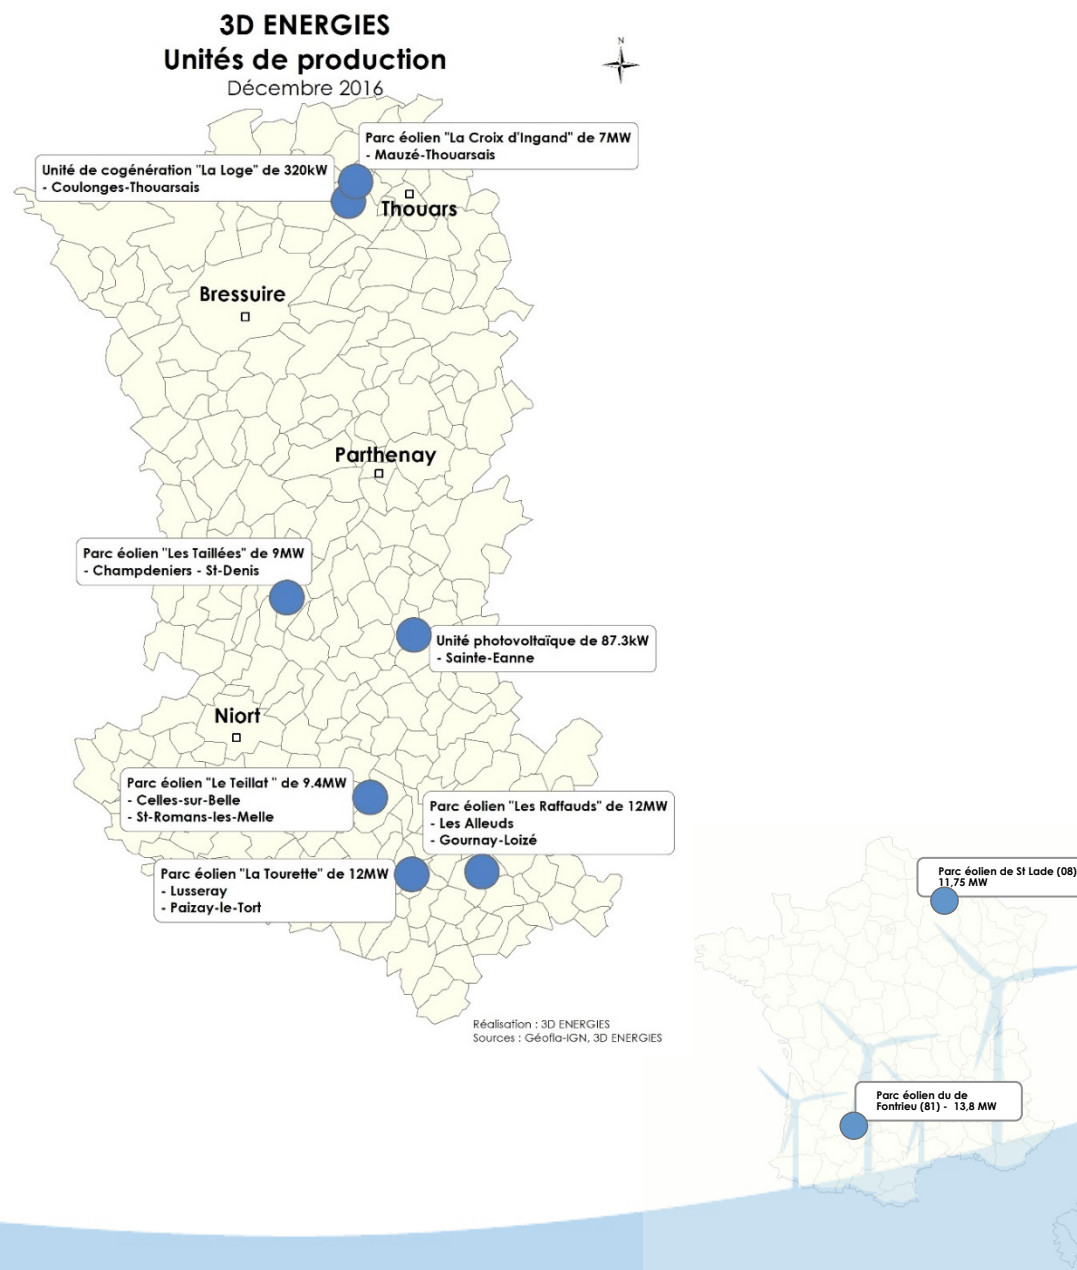 3D ENERGIES
Unités de production
Décembre 2016
N
Parc éolien "La Croix d'Ingand" de 7MW
- Mauzé-Thouarsais
Unité de cogénération "La Loge" de 320kW
- Coulonges-Thouarsais
Thouars
Bressuire
Parthenay
Parc éolien "Les Taillées" de 9MW
- Champdeniers - St-Denis
Unité photovoltaïque de 87.3kW
- Sainte-Eanne
Niort
Parc éolien "Le Teillat " de 9.4MW
- Celles-sur-Belle
- St-Romans-les-Melle
Parc éolien "Les Raffauds" de 12MW
- Les Alleuds
- Gournay-Loizé
Parc éolien "La Tourette" de 12MW
- Lusseray
- Paizay-le-Tort
Parc éolien de St Lade (08)
11,75 MW
Réalisation : 3D ENERGIES
Sources : Géofla-IGN, 3D ENERGIES
Parc éolien du de
Fontrieu (81) - 13,8 MW